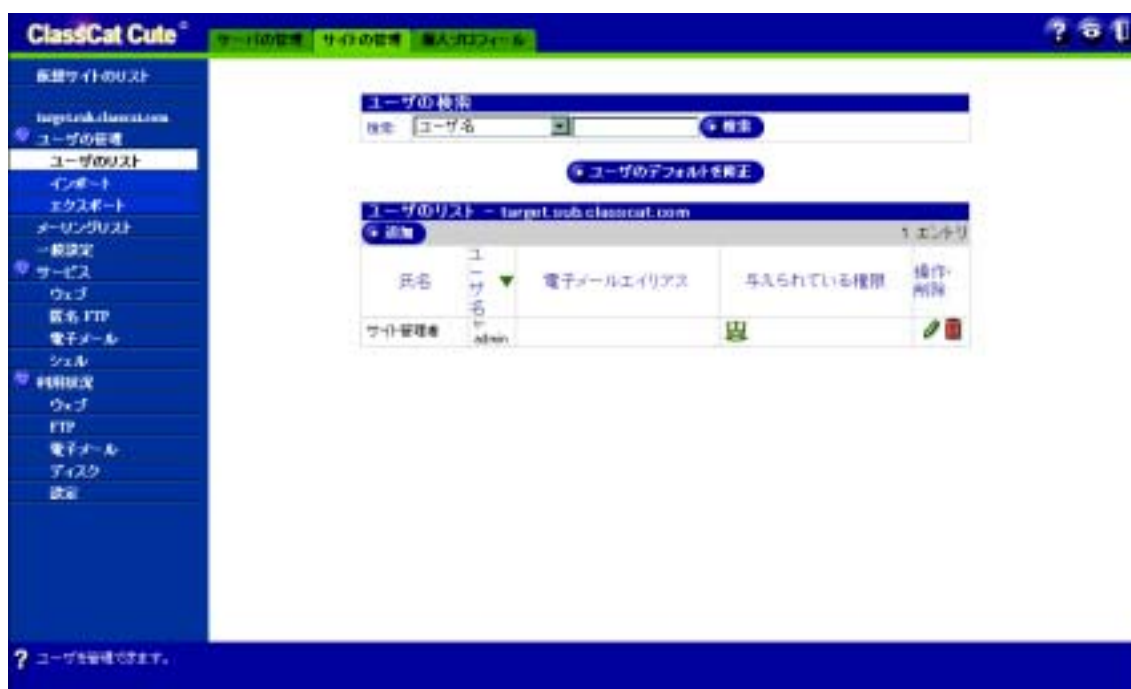 ClassCat Cute
サーバの管理 サイトの管理 個人プロフィール
仮想サイトのリスト
target.sub.classcat.com
ユーザの管理
ユーザのリスト
インポート
エクスポート
メーリングリスト
一般設定
サービス
ウェブ
匿名 FTP
電子メール
シェル
利用状況
ウェブ
FTP
電子メール
ディスク
設定
ユーザの検索
検索: ユーザ名 検索
ユーザのデフォルトを修正
ユーザのリスト - target.sub.classcat.com
追加 1 エントリ
氏名 ユーザ名 電子メールエイリアス 与えられている権限 操作・削除
サイト管理者 admin
? ユーザを管理できます。